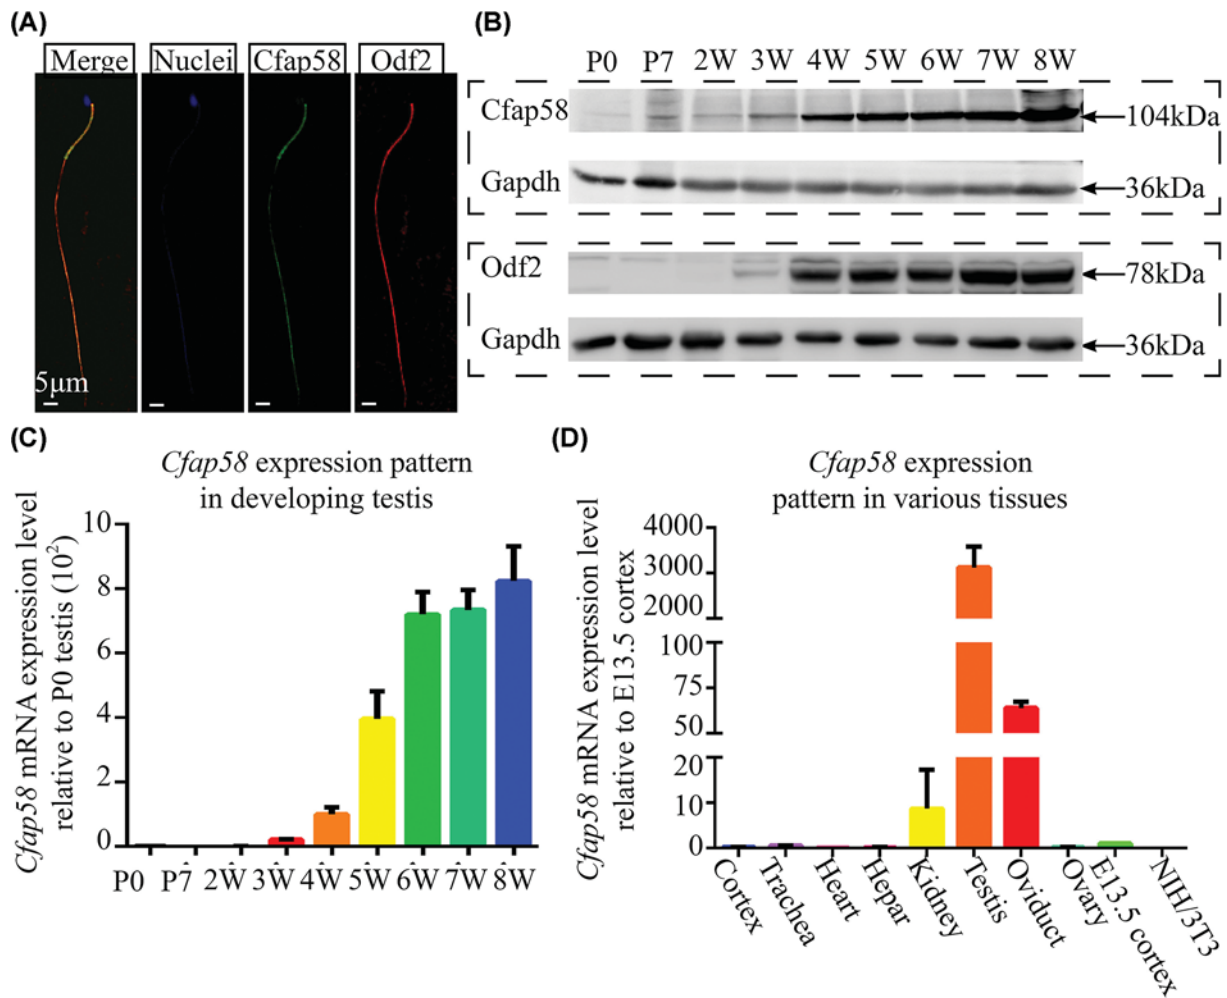 (A)
Merge Nuclei Cfap58 Odf2
5μm
(B)
P0 P7 2W 3W 4W 5W 6W 7W 8W
Cfap58 104kDa
Gapdh 36kDa
Odf2 78kDa
Gapdh 36kDa
(C)
Cfap58 expression pattern
in developing testis
Cfap58 mRNA expression level
relative to P0 testis (10²)
10
8
6
4
2
0
P0 P7 2W 3W 4W 5W 6W 7W 8W
(D)
Cfap58 expression
pattern in various tissues
Cfap58 mRNA expression level
relative to E13.5 cortex
4000
3000
2000
100
75
50
20
10
0
Cortex
Trachea
Heart
Hepar
Kidney
Testis
Oviduct
Ovary
E13.5 cortex
NIH/3T3